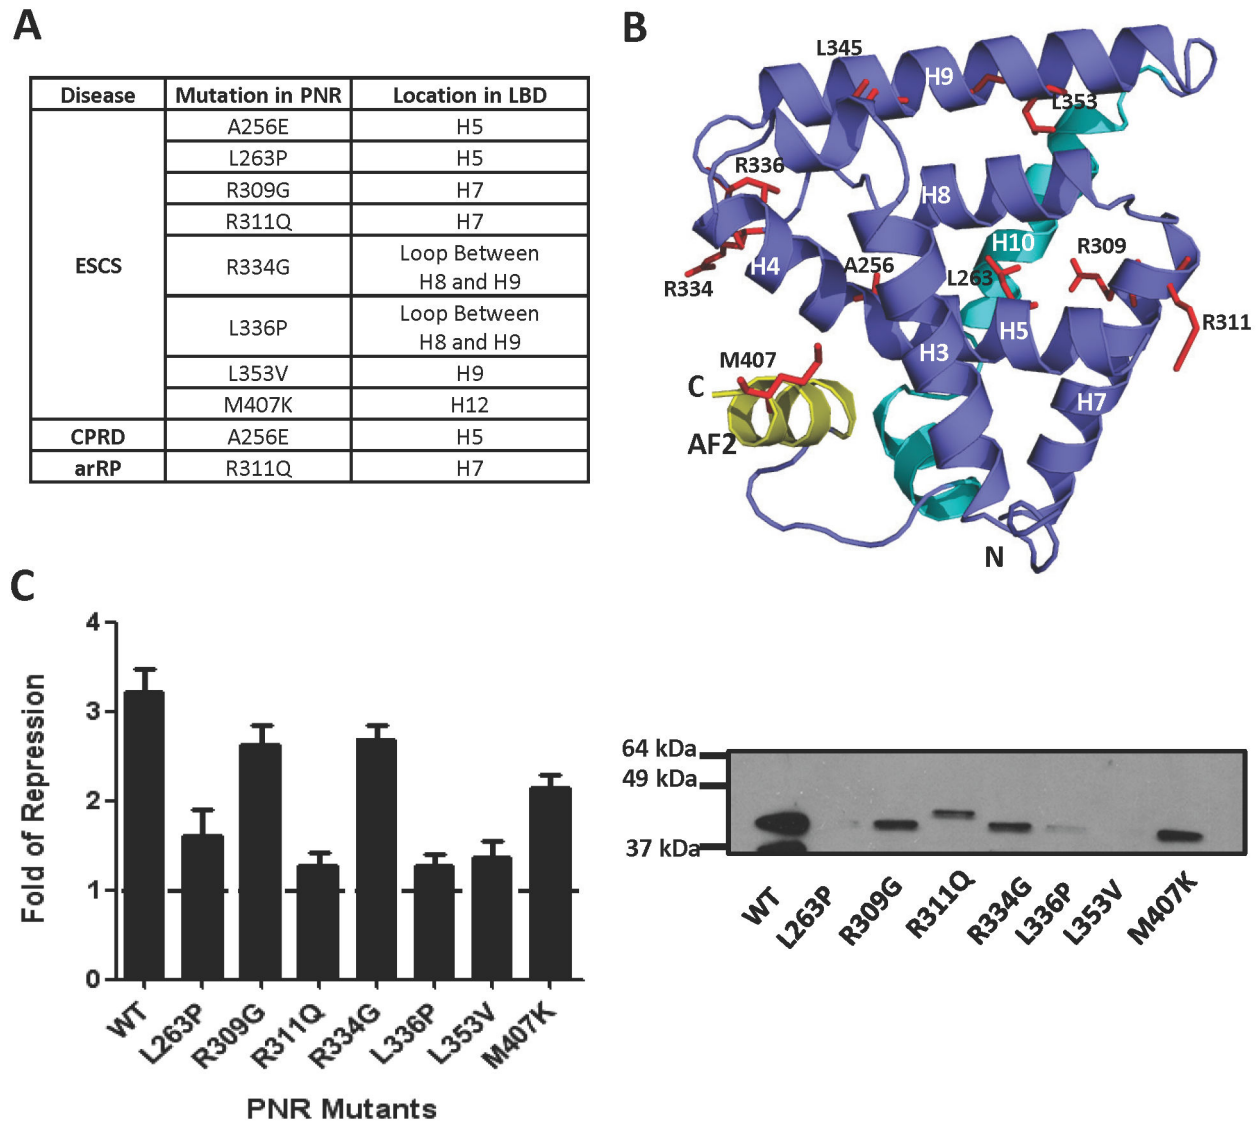 A
Disease Mutation in PNR Location in LBD
ESCS
A256E H5
L263P H5
R309G H7
R311Q H7
R334G Loop Between
H8 and H9
L336P Loop Between
H8 and H9
L353V H9
M407K H12
CPRD A256E H5
arRP R311Q H7
B
L345
H9
L353
R336
H8
H10
R309
A256
L263
H4
R334
R311
H5
H3
M407
C
H7
AF2
N
C
4
3
2
1
0
Fold of Repression
WT
L263P
R309G
R311Q
R334G
L336P
L353V
M407K
PNR Mutants
64 kDa
49 kDa
37 kDa
WT
L263P
R309G
R311Q
R334G
L336P
L353V
M407K